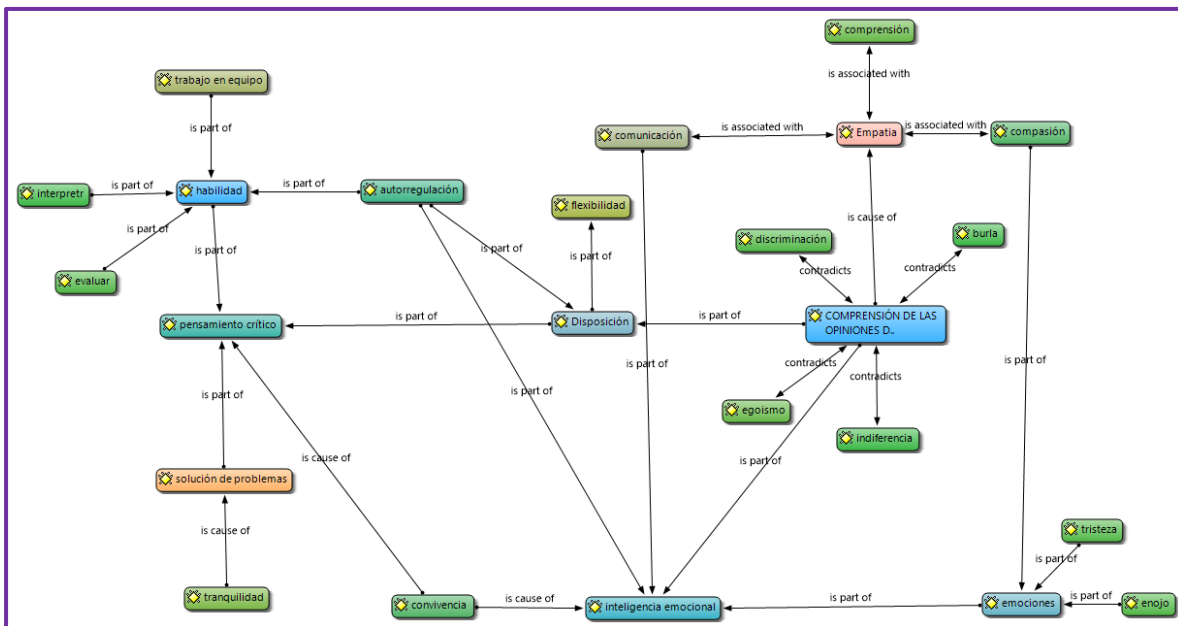 comprensión
is associated with
trabajo en equipo
is part of
comunicación
is associated with
Empatia
is associated with
compasión
interpretr
is part of
habilidad
is part of
autorregulación
flexibilidad
is part of
is part of
evaluar
is part of
is part of
is cause of
discriminación
burla
contradicts
contradicts
pensamiento crítico
is part of
Disposición
is part of
COMPRENSIÓN DE LAS
OPINIONES D..
is part of
is part of
contradicts
contradicts
egoismo
indiferencia
is part of
is part of
is part of
is cause of
solución de problemas
is cause of
tristeza
is part of
tranquilidad
convivencia
is cause of
inteligencia emocional
is part of
emociones
is part of
enojo